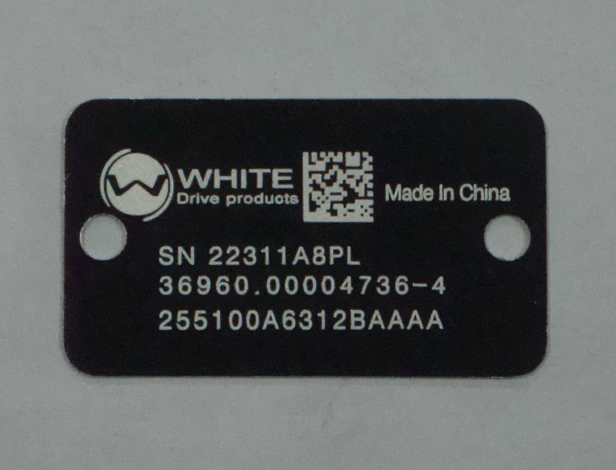 WHITE
Drive products
Made In China
SN 22311A8PL
36960.00004736-4
255100A6312BAAAA